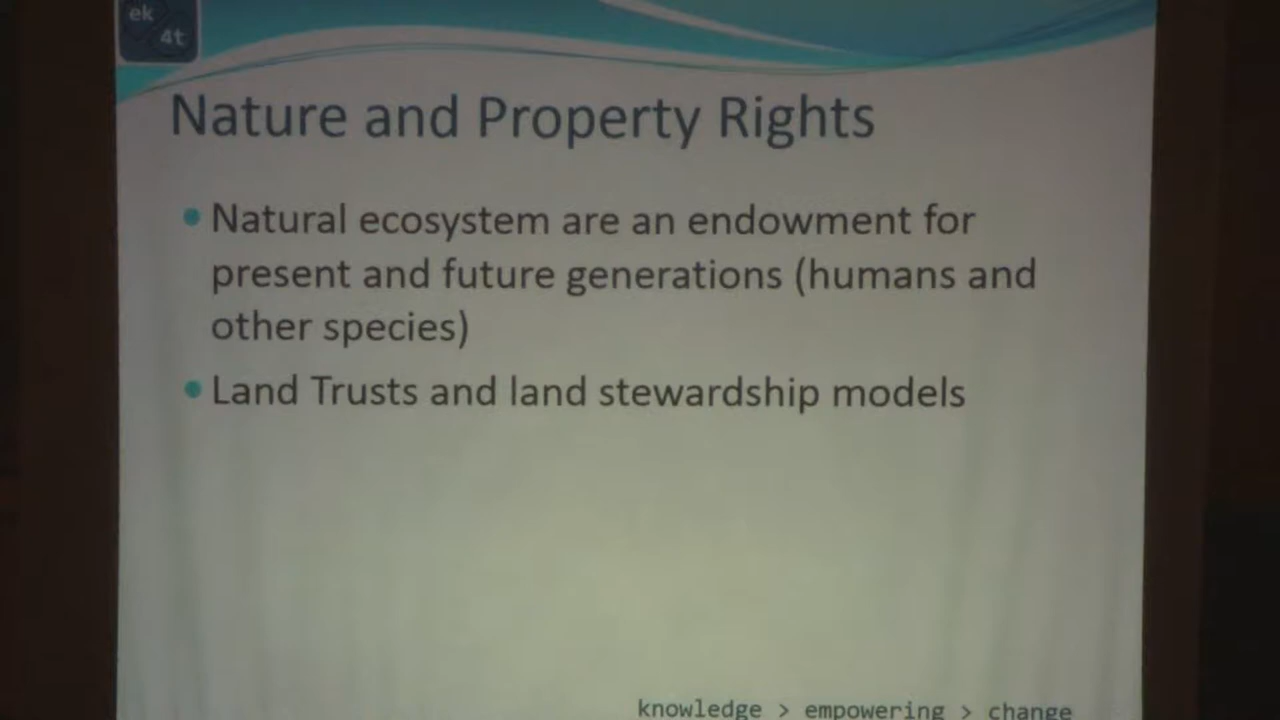 ek
4t
Nature and Property Rights
Natural ecosystem are an endowment for
present and future generations (humans and
other species)
Land Trusts and land stewardship models
knowledge > empowering > change